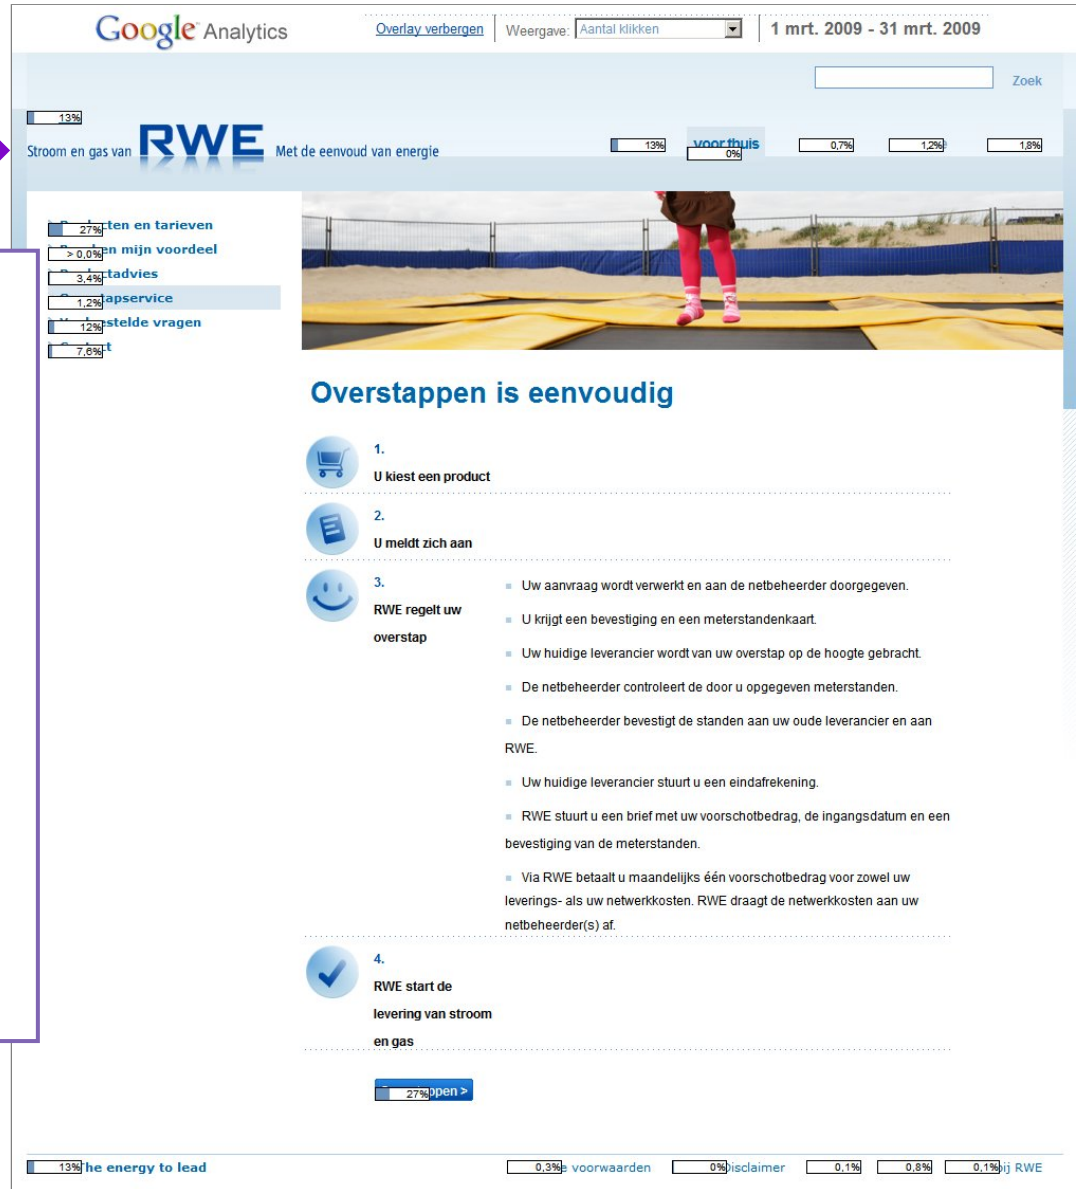 Google Analytics
Overlay verbergen
Weergave: Aantal klikken
1 mrt. 2009 - 31 mrt. 2009
Zoek
13%
Stroom en gas van RWE Met de eenvoud van energie
13%
voor thuis
0%
0,7%
1,2%
1,8%
27% ten en tarieven
> 0,0% en mijn voordeel
3,4% tadvies
1,2% tapservice
12% estelde vragen
7,6% t
Overstappen is eenvoudig
1.
U kiest een product
2.
U meldt zich aan
3.
RWE regelt uw
overstap
Uw aanvraag wordt verwerkt en aan de netbeheerder doorgegeven.
U krijgt een bevestiging en een meterstandenkaart.
Uw huidige leverancier wordt van uw overstap op de hoogte gebracht.
De netbeheerder controleert de door u opgegeven meterstanden.
De netbeheerder bevestigt de standen aan uw oude leverancier en aan
RWE.
Uw huidige leverancier stuurt u een eindafrekening.
RWE stuurt u een brief met uw voorschotbedrag, de ingangsdatum en een
bevestiging van de meterstanden.
Via RWE betaalt u maandelijks één voorschotbedrag voor zowel uw
leverings- als uw netwerkkosten. RWE draagt de netwerkkosten aan uw
netbeheerder(s) af.
4.
RWE start de
levering van stroom
en gas
27% ppen >
13% he energy to lead
0,3% e voorwaarden
0% Disclaimer
0,1%
0,8%
0,1% bij RWE